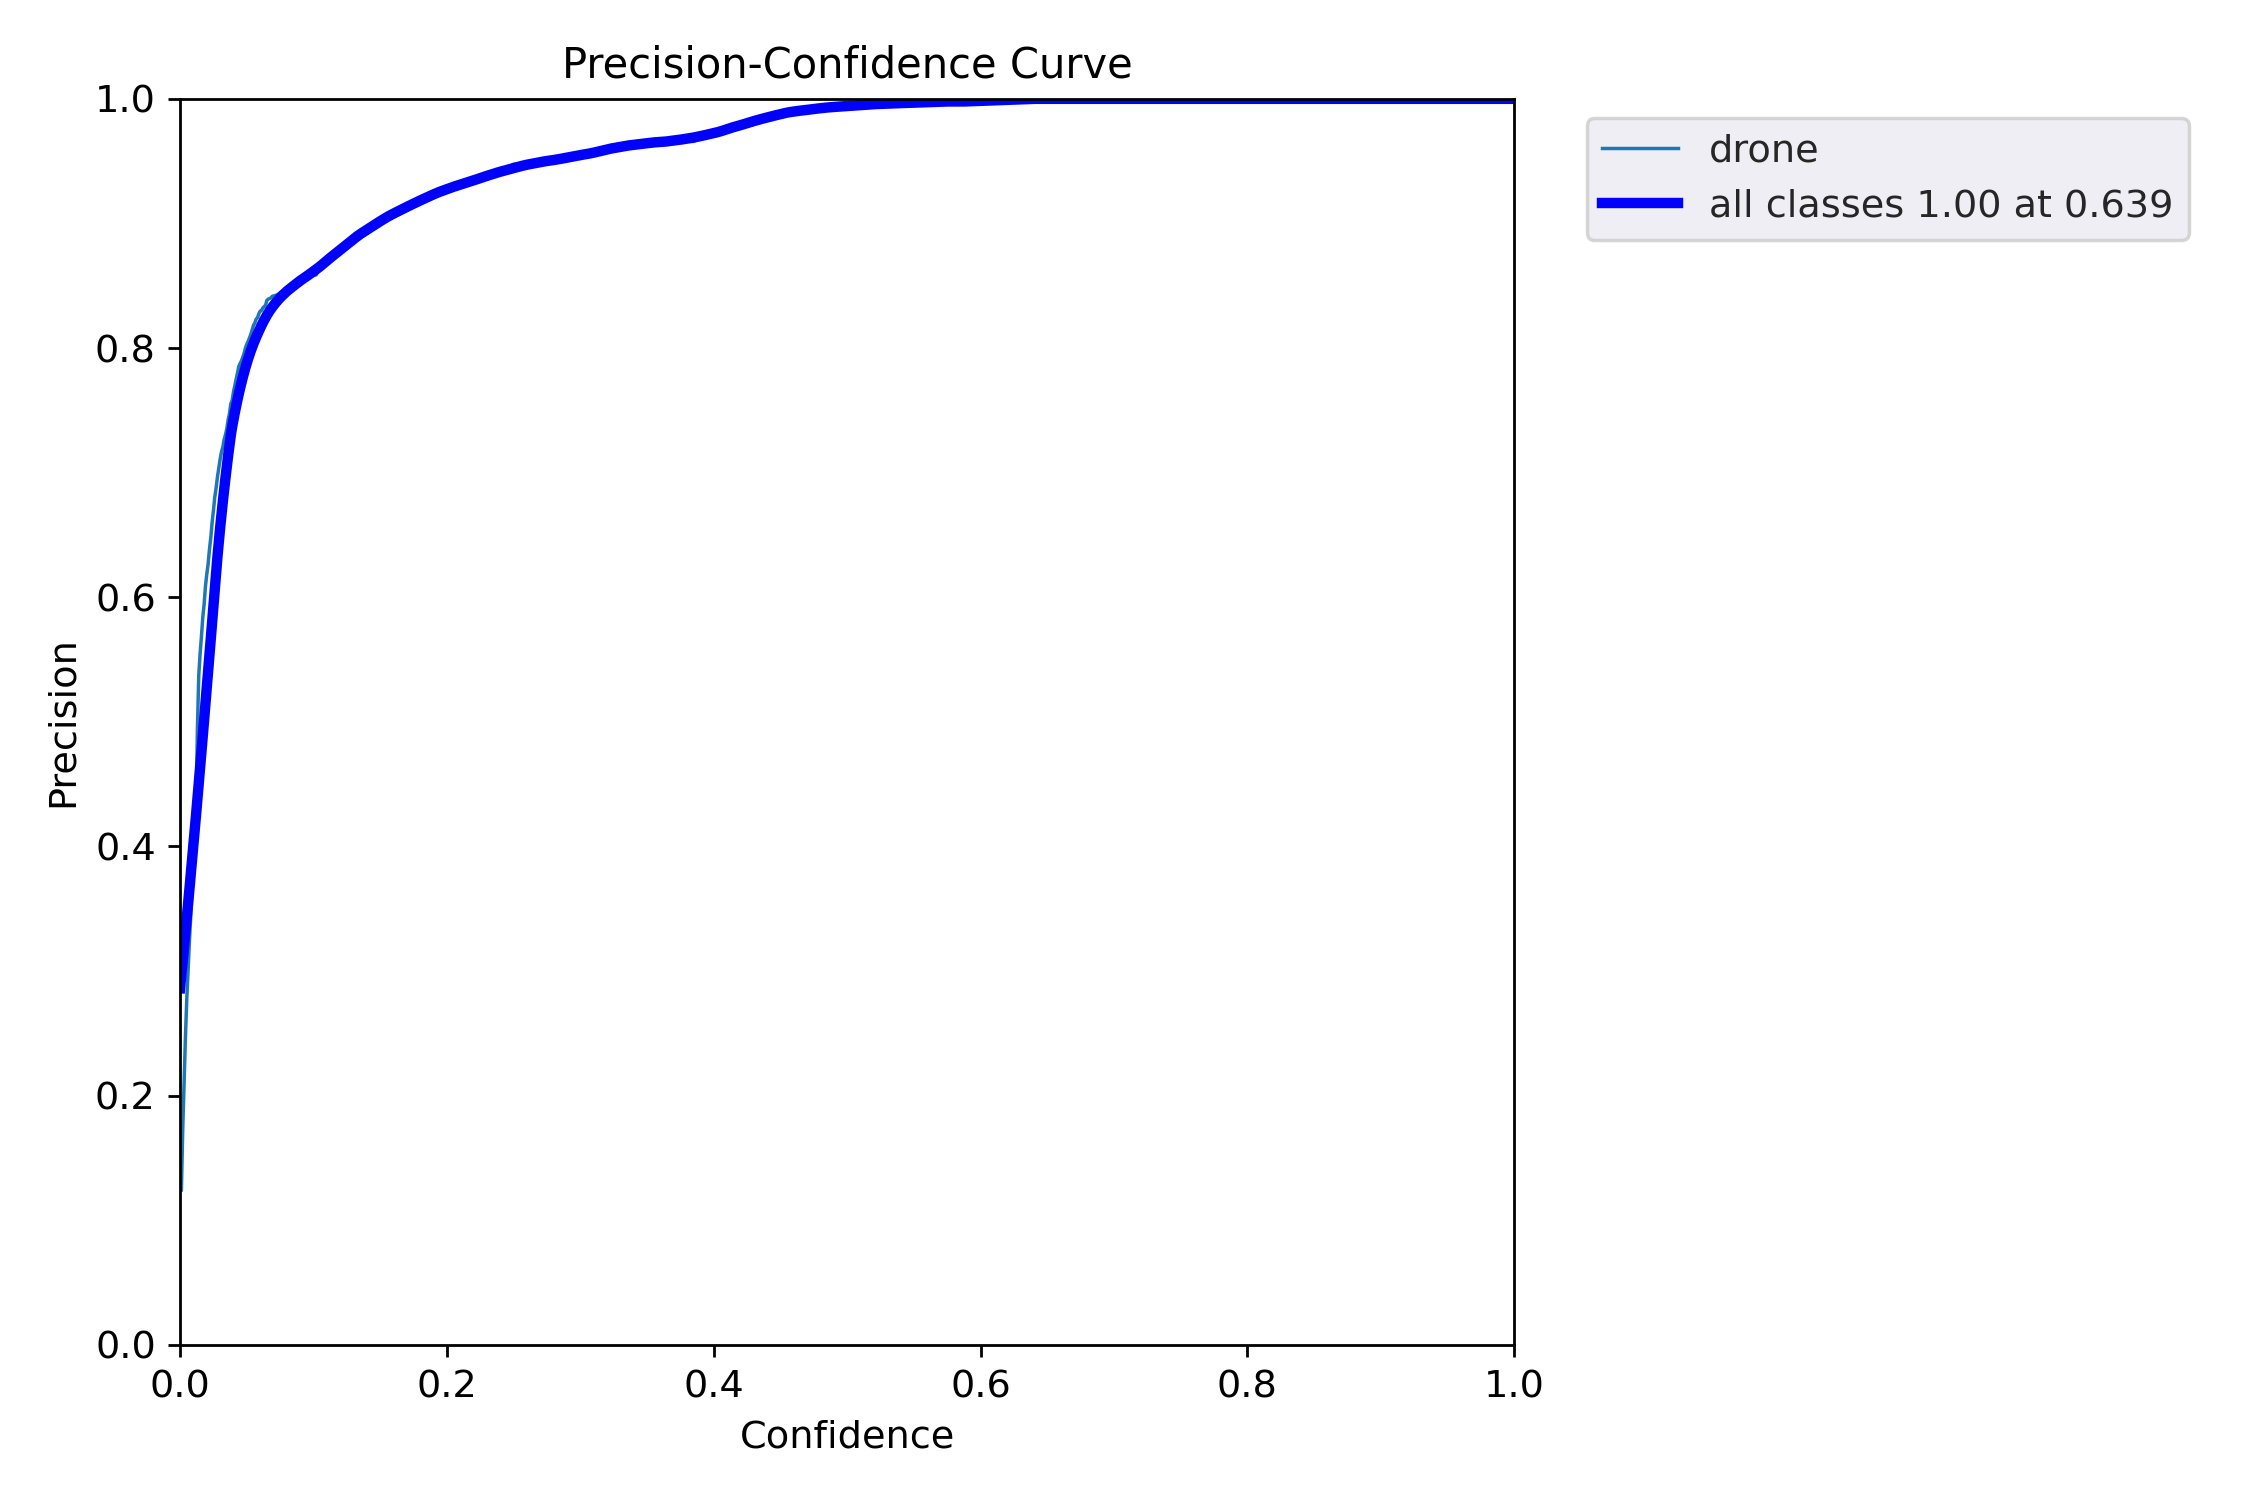 Precision-Confidence Curve
drone
all classes 1.00 at 0.639
Precision
1.0
0.8
0.6
0.4
0.2
0.0
0.0 0.2 0.4 0.6 0.8 1.0
Confidence